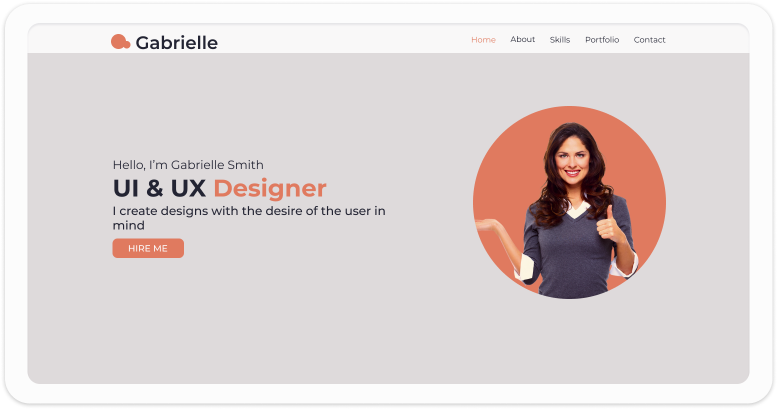 Gabrielle
Home About Skills Portfolio Contact
Hello, I'm Gabrielle Smith
UI & UX Designer
I create designs with the desire of the user in
mind
HIRE ME